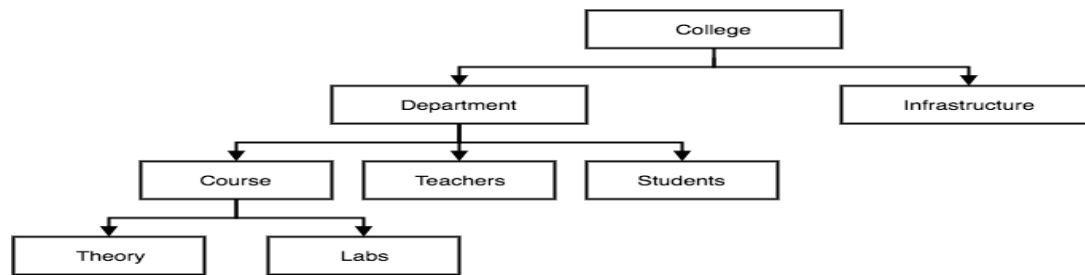 College
Department
Infrastructure
Course
Teachers
Students
Theory
Labs